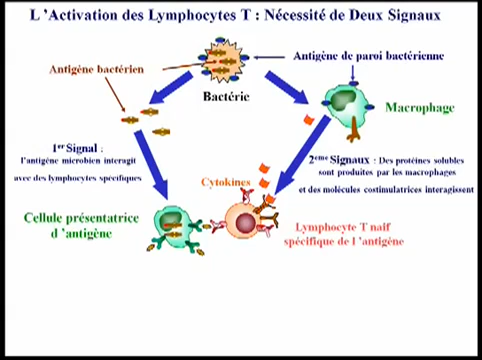 L 'Activation des Lymphocytes T : Nécessité de Deux Signaux
Antigène de paroi bactérienne
Antigène bactérien
Bactérie
Macrophage
1er Signal :
l'antigène microbien interagit
avec des lymphocytes spécifiques
2eme Signaux : Des protéines solubles
sont produites par les macrophages
et des molécules costimulatrices interagissent
Cytokines
Cellule présentatrice
d 'antigène
Lymphocyte T naif
spécifique de l 'antigène